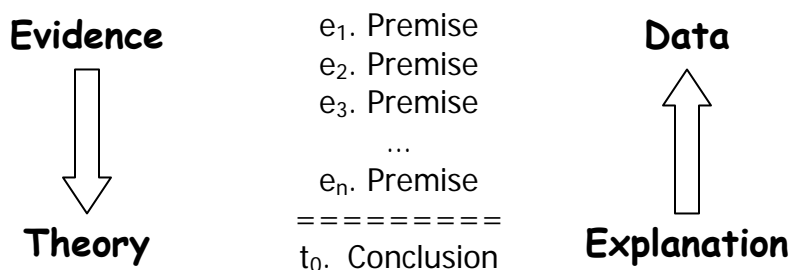 Evidence
e₁. Premise
Data
e₂. Premise
e₃. Premise
...
eₙ. Premise
=========
Theory
t₀. Conclusion
Explanation